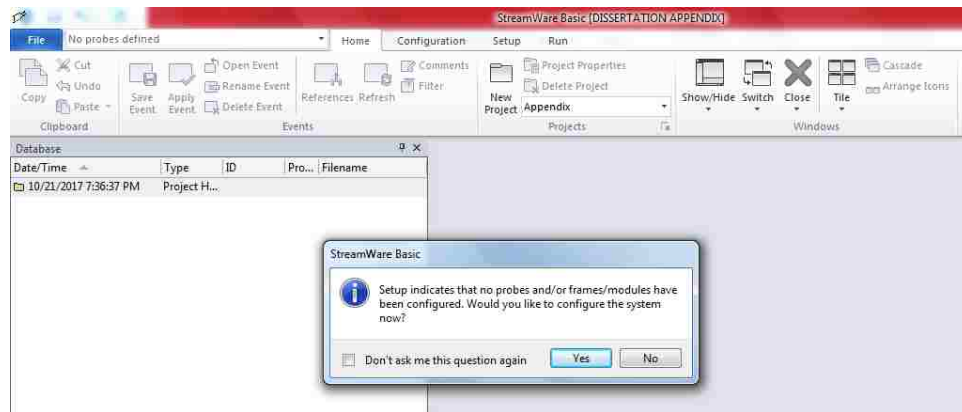 StreamWare Basic [DISSERTATION APPENDIX]
File No probes defined Home Configuration Setup Run
Copy Cut Undo Paste
Save Event Apply Event Open Event Rename Event Delete Event
References Refresh Comments Filter
New Project Project Properties Delete Project Appendix
Show/Hide Switch Close Tile Cascade Arrange Icons
Clipboard Events Projects Windows
Database
Date/Time Type ID Pro... Filename
10/21/2017 7:36:37 PM Project H...
StreamWare Basic
Setup indicates that no probes and/or frames/modules have
been configured. Would you like to configure the system
now?
Don't ask me this question again Yes No